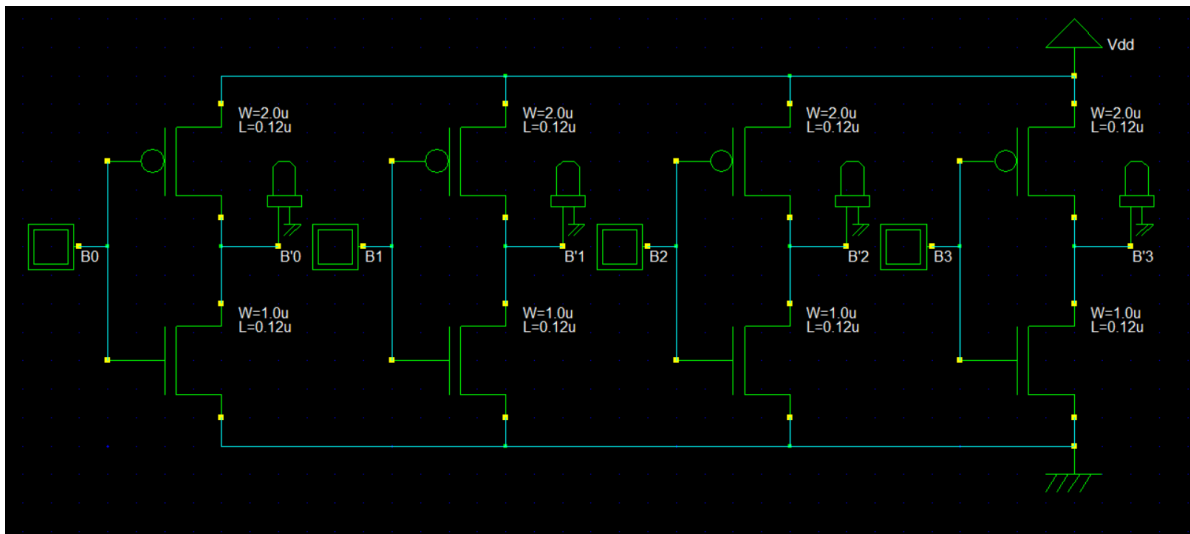 Vdd
W=2.0u
L=0.12u
W=2.0u
L=0.12u
W=2.0u
L=0.12u
W=2.0u
L=0.12u
B0
B'0
B1
B'1
B2
B'2
B3
B'3
W=1.0u
L=0.12u
W=1.0u
L=0.12u
W=1.0u
L=0.12u
W=1.0u
L=0.12u